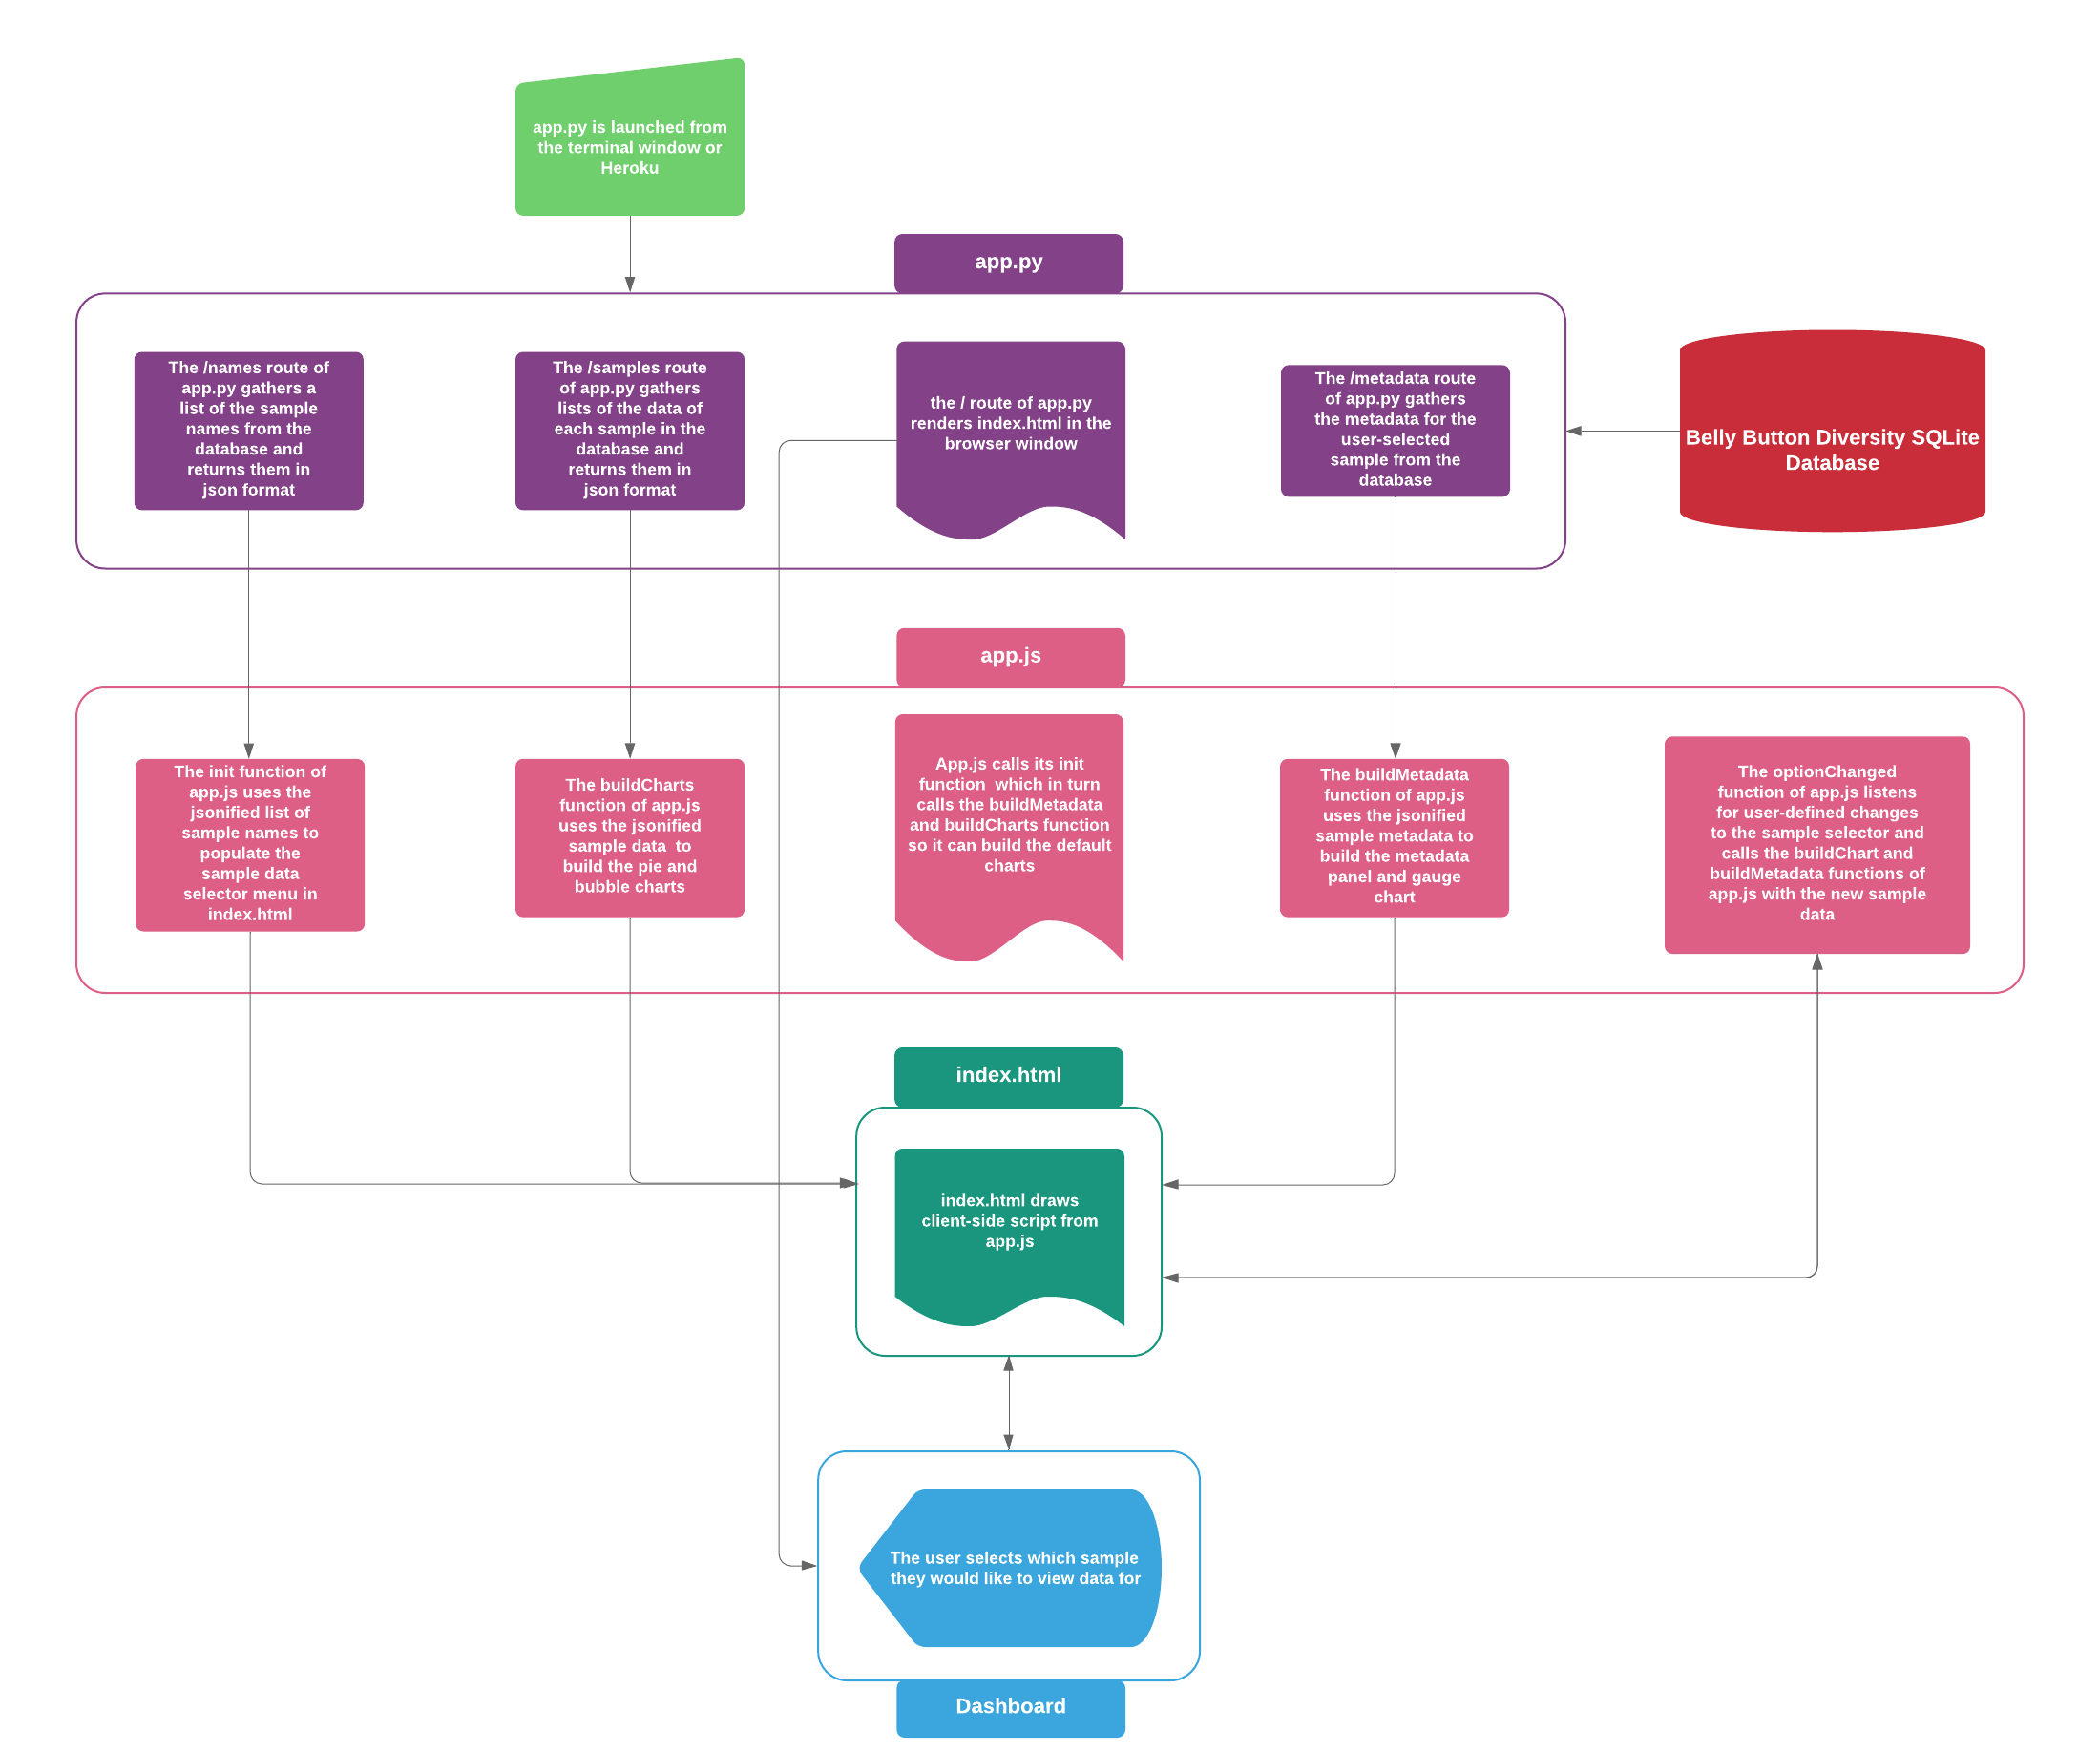 app.py is launched from
the terminal window or
Heroku
app.py
The /names route of
app.py gathers a
list of the sample
names from the
database and
returns them in
json format
The /samples route
of app.py gathers
lists of the data of
each sample in the
database and
returns them in
json format
the / route of app.py
renders index.html in the
browser window
The /metadata route
of app.py gathers
the metadata for the
user-selected
sample from the
database
Belly Button Diversity SQLite
Database
app.js
The init function of
app.js uses the
jsonified list of
sample names to
populate the
sample data
selector menu in
index.html
The buildCharts
function of app.js
uses the jsonified
sample data  to
build the pie and
bubble charts
App.js calls its init
function  which in turn
calls the buildMetadata
and buildCharts function
so it can build the default
charts
The buildMetadata
function of app.js
uses the jsonified
sample metadata to
build the metadata
panel and gauge
chart
The optionChanged
function of app.js listens
for user-defined changes
to the sample selector and
calls the buildChart and
buildMetadata functions of
app.js with the new sample
data
index.html
index.html draws
client-side script from
app.js
The user selects which sample
they would like to view data for
Dashboard